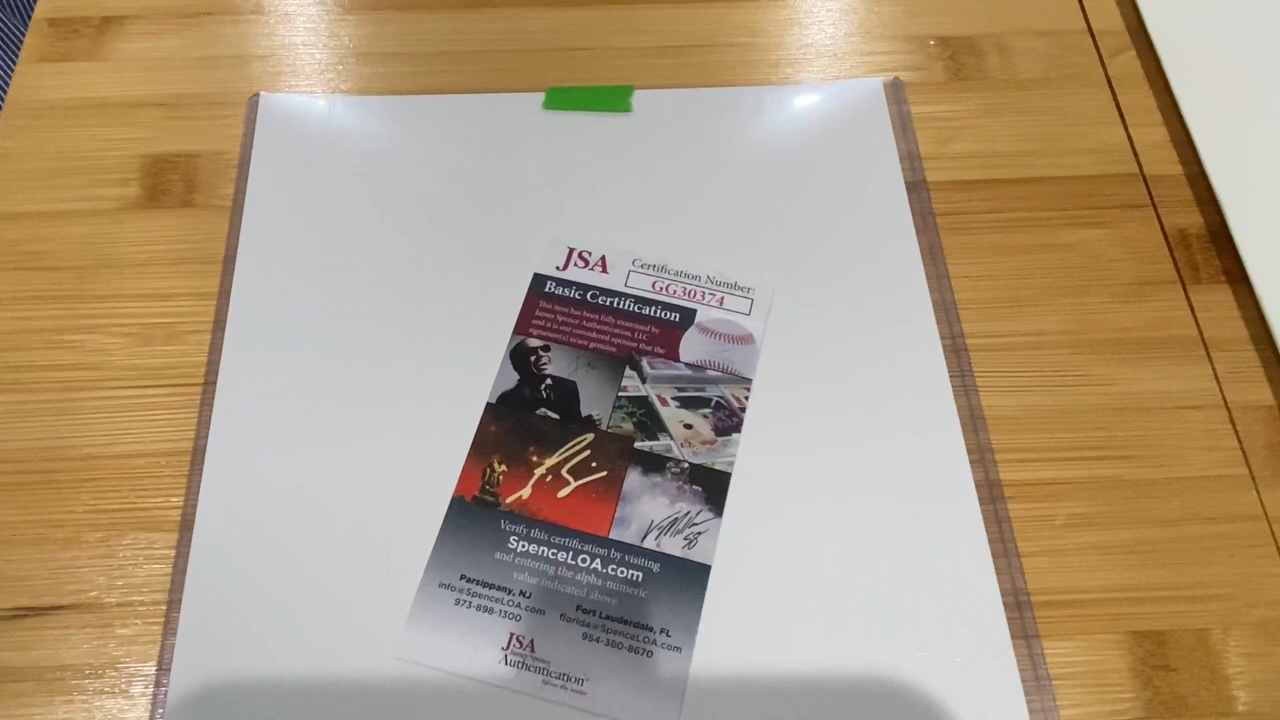 JSA
Certification Number:
GG30374
Basic Certification
This item has been fully examined by
James Spence Authentication, LLC
and it is our considered opinion that the
signature(s) is/are genuine
Verify this certification by visiting
SpenceLOA.com
and entering the alpha-numeric
value indicated above.
Parsippany, NJ
info@SpenceLOA.com
973-898-1300
Fort Lauderdale, FL
florida@SpenceLOA.com
954-380-8670
JSA
James Spence
Authentication